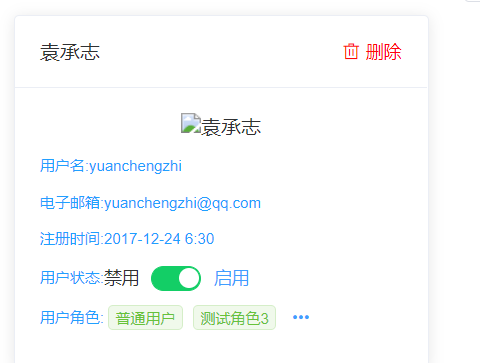 袁承志 删除
袁承志
用户名:yuanchengzhi
电子邮箱:yuanchengzhi@qq.com
注册时间:2017-12-24 6:30
用户状态:禁用 启用
用户角色: 普通用户 测试角色3 •••